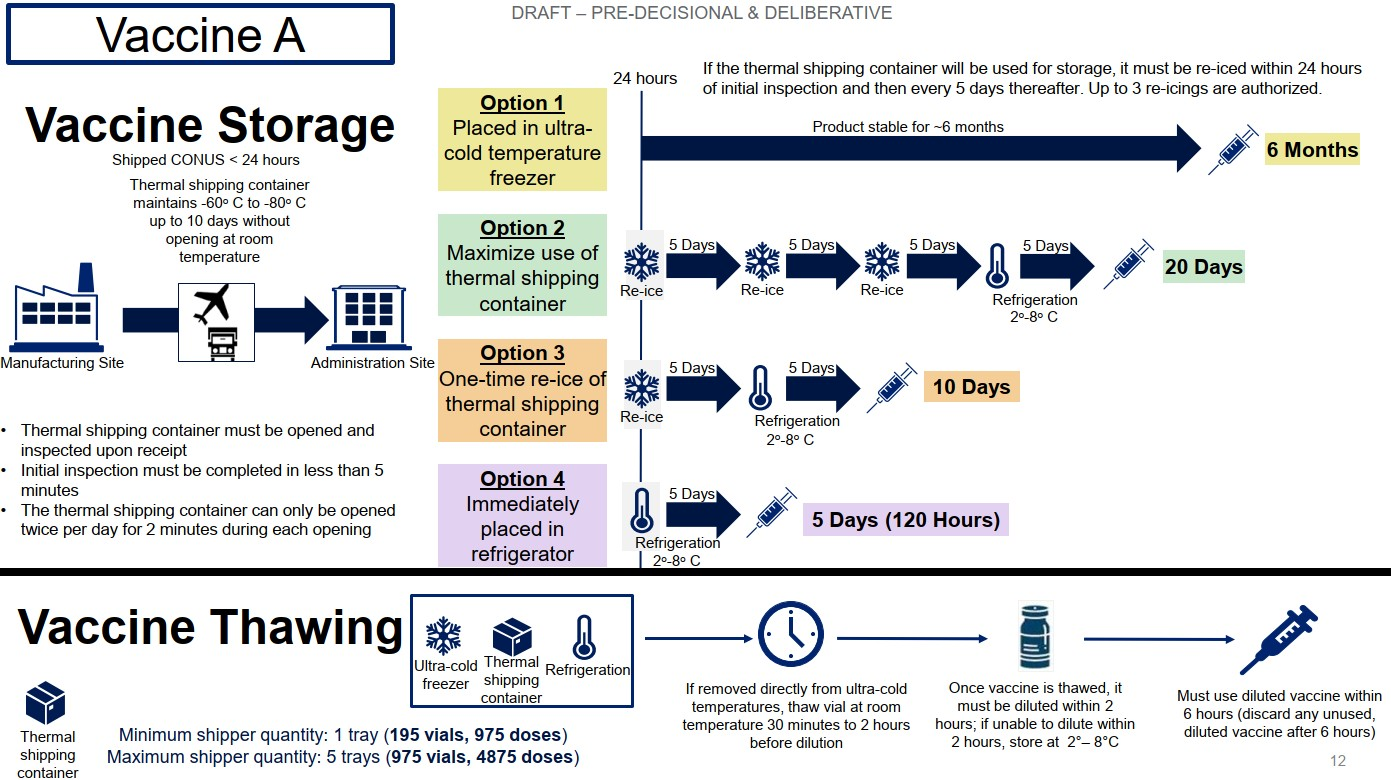 DRAFT – PRE-DECISIONAL & DELIBERATIVE
Vaccine A
Vaccine Storage
Shipped CONUS < 24 hours
Thermal shipping container
maintains -60º C to -80º C
up to 10 days without
opening at room
temperature
Manufacturing Site
Administration Site
• Thermal shipping container must be opened and
inspected upon receipt
• Initial inspection must be completed in less than 5
minutes
• The thermal shipping container can only be opened
twice per day for 2 minutes during each opening
24 hours
If the thermal shipping container will be used for storage, it must be re-iced within 24 hours
of initial inspection and then every 5 days thereafter. Up to 3 re-icings are authorized.
Option 1
Placed in ultra-
cold temperature
freezer
Product stable for ~6 months
6 Months
Option 2
Maximize use of
thermal shipping
container
Re-ice
5 Days
Re-ice
5 Days
Re-ice
5 Days
Refrigeration
2º-8º C
5 Days
20 Days
Option 3
One-time re-ice of
thermal shipping
container
Re-ice
5 Days
Refrigeration
2º-8º C
5 Days
10 Days
Option 4
Immediately
placed in
refrigerator
Refrigeration
2º-8º C
5 Days
5 Days (120 Hours)
Vaccine Thawing
Ultra-cold
freezer
Thermal
shipping
container
Refrigeration
Thermal
shipping
container
Minimum shipper quantity: 1 tray (195 vials, 975 doses)
Maximum shipper quantity: 5 trays (975 vials, 4875 doses)
If removed directly from ultra-cold
temperatures, thaw vial at room
temperature 30 minutes to 2 hours
before dilution
Once vaccine is thawed, it
must be diluted within 2
hours; if unable to dilute within
2 hours, store at 2°– 8°C
Must use diluted vaccine within
6 hours (discard any unused,
diluted vaccine after 6 hours)
12